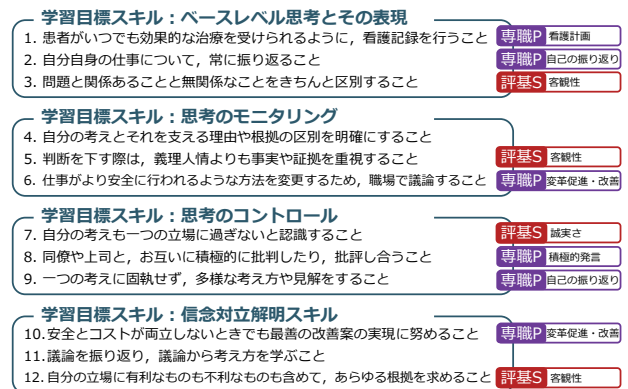 学習目標スキル：ベースレベル思考とその表現
1. 患者がいつでも効果的な治療を受けられるように，看護記録を行うこと 専職P 看護計画
2. 自分自身の仕事について，常に振り返ること 専職P 自己の振り返り
3. 問題と関係あることと無関係なことをきちんと区別すること 評基S 客観性
学習目標スキル：思考のモニタリング
4. 自分の考えとそれを支える理由や根拠の区別を明確にすること
5. 判断を下す際は，義理人情よりも事実や証拠を重視すること 評基S 客観性
6. 仕事がより安全に行われるような方法を変更するため，職場で議論すること 専職P 変革促進・改善
学習目標スキル：思考のコントロール
7. 自分の考えも一つの立場に過ぎないと認識すること 評基S 誠実さ
8. 同僚や上司と，お互いに積極的に批判したり，批評し合うこと 専職P 積極的発言
9. 一つの考えに固執せず，多様な考え方や見解をすること 専職P 自己の振り返り
学習目標スキル：信念対立解明スキル
10. 安全とコストが両立しないときでも最善の改善案の実現に努めること 専職P 変革促進・改善
11. 議論を振り返り，議論から考え方を学ぶこと
12. 自分の立場に有利なものも不利なものも含めて，あらゆる根拠を求めること 評基S 客観性